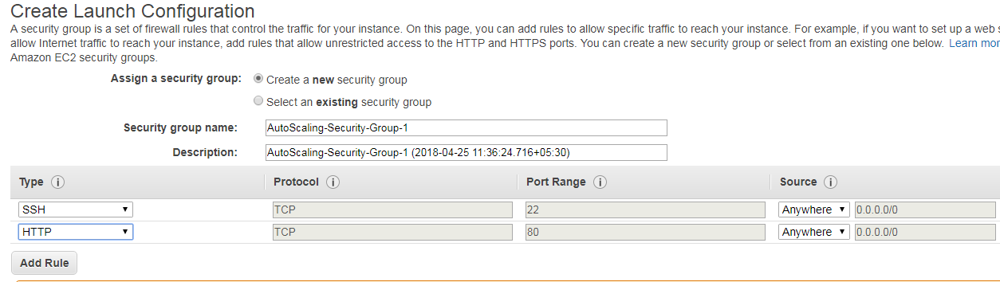 Create Launch Configuration
A security group is a set of firewall rules that control the traffic for your instance. On this page, you can add rules to allow specific traffic to reach your instance. For example, if you want to set up a web
allow Internet traffic to reach your instance, add rules that allow unrestricted access to the HTTP and HTTPS ports. You can create a new security group or select from an existing one below. Learn
Amazon EC2 security groups.
Assign a security group: Create a new security group
Select an existing security group
Security group name: AutoScaling-Security-Group-1
Description: AutoScaling-Security-Group-1 (2018-04-25 11:36:24.716+05:30)
Type i Protocol i Port Range i Source i
SSH TCP 22 Anywhere 0.0.0.0/0
HTTP TCP 80 Anywhere 0.0.0.0/0
Add Rule